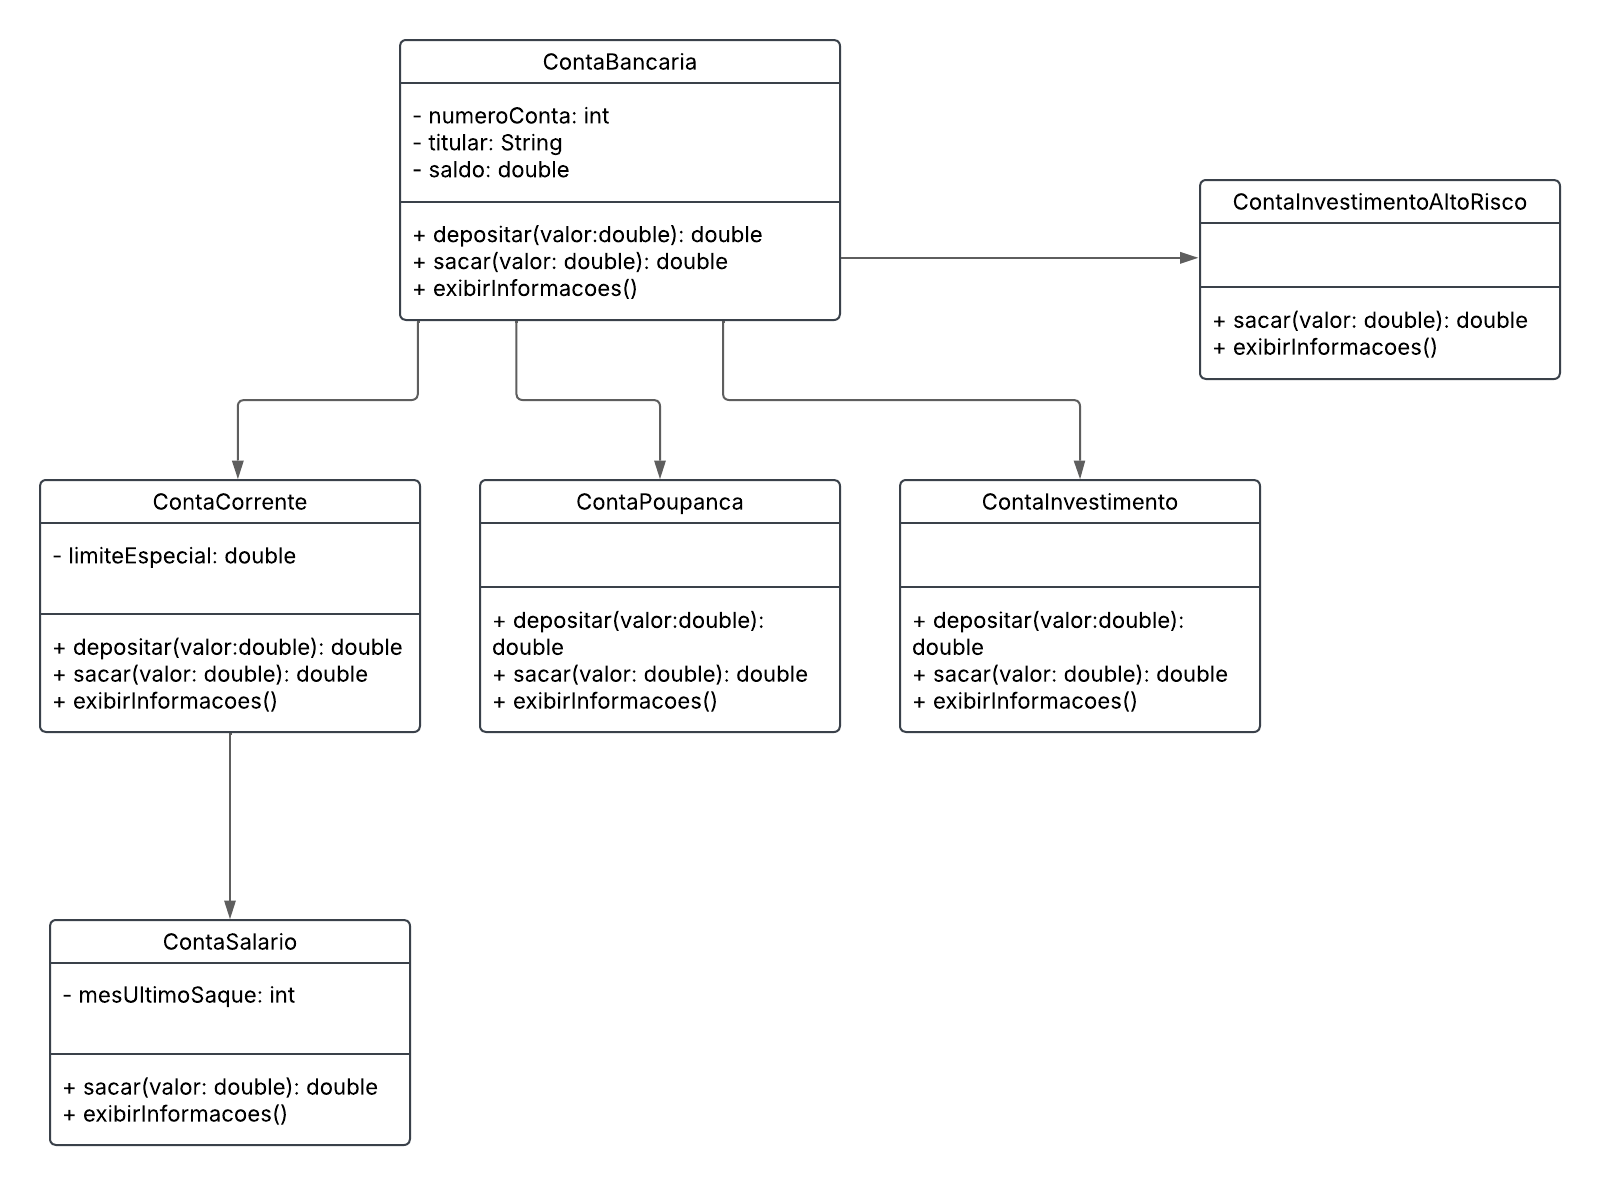 ContaBancaria
- numeroConta: int
- titular: String
- saldo: double
+ depositar(valor:double): double
+ sacar(valor: double): double
+ exibirInformacoes()
ContaInvestimentoAltoRisco
+ sacar(valor: double): double
+ exibirInformacoes()
ContaCorrente
- limiteEspecial: double
+ depositar(valor:double): double
+ sacar(valor: double): double
+ exibirInformacoes()
ContaPoupanca
+ depositar(valor:double):
double
+ sacar(valor: double): double
+ exibirInformacoes()
ContaInvestimento
+ depositar(valor:double):
double
+ sacar(valor: double): double
+ exibirInformacoes()
ContaSalario
- mesUltimoSaque: int
+ sacar(valor: double): double
+ exibirInformacoes()